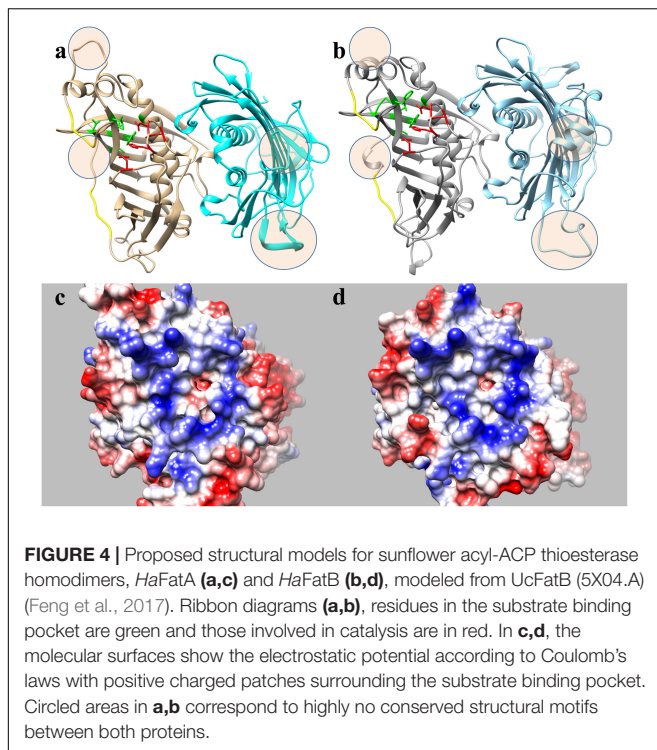 a
b
c
d
FIGURE 4 | Proposed structural models for sunflower acyl-ACP thioesterase
homodimers, HaFatA (a,c) and HaFatB (b,d), modeled from UcFatB (5X04.A)
(Feng et al., 2017). Ribbon diagrams (a,b), residues in the substrate binding
pocket are green and those involved in catalysis are in red. In c,d, the
molecular surfaces show the electrostatic potential according to Coulomb's
laws with positive charged patches surrounding the substrate binding pocket.
Circled areas in a,b correspond to highly no conserved structural motifs
between both proteins.